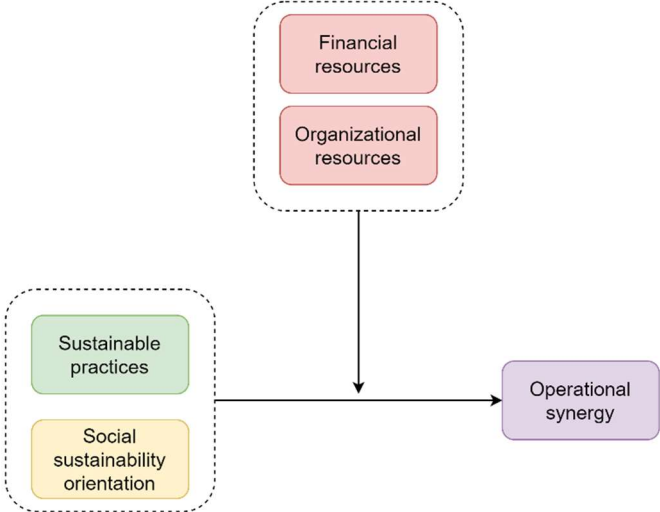 Financial
resources
Organizational
resources
Sustainable
practices
Social
sustainability
orientation
Operational
synergy